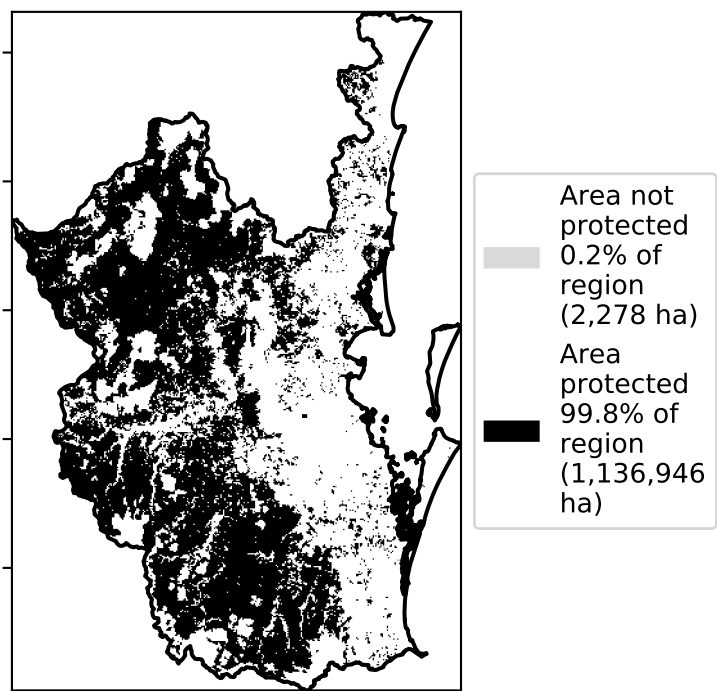 Area not
protected
0.2% of
region
(2,278 ha)
Area
protected
99.8% of
region
(1,136,946
ha)